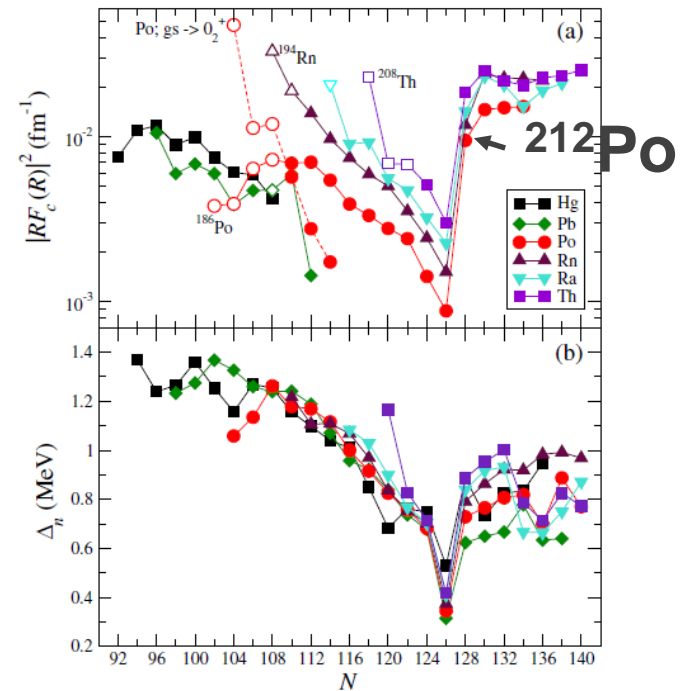 Po; gs -> 0₂⁺
(a)
¹⁹⁴Rn
²⁰⁸Th
²¹²Po
¹⁸⁶Po
|RF_c(R)|² (fm⁻¹)
10⁻²
10⁻³
Hg
Pb
Po
Rn
Ra
Th
(b)
Δ_n (MeV)
1.4
1.2
1
0.8
0.6
0.4
0.2
92 96 100 104 108 112 116 120 124 128 132 136 140
N